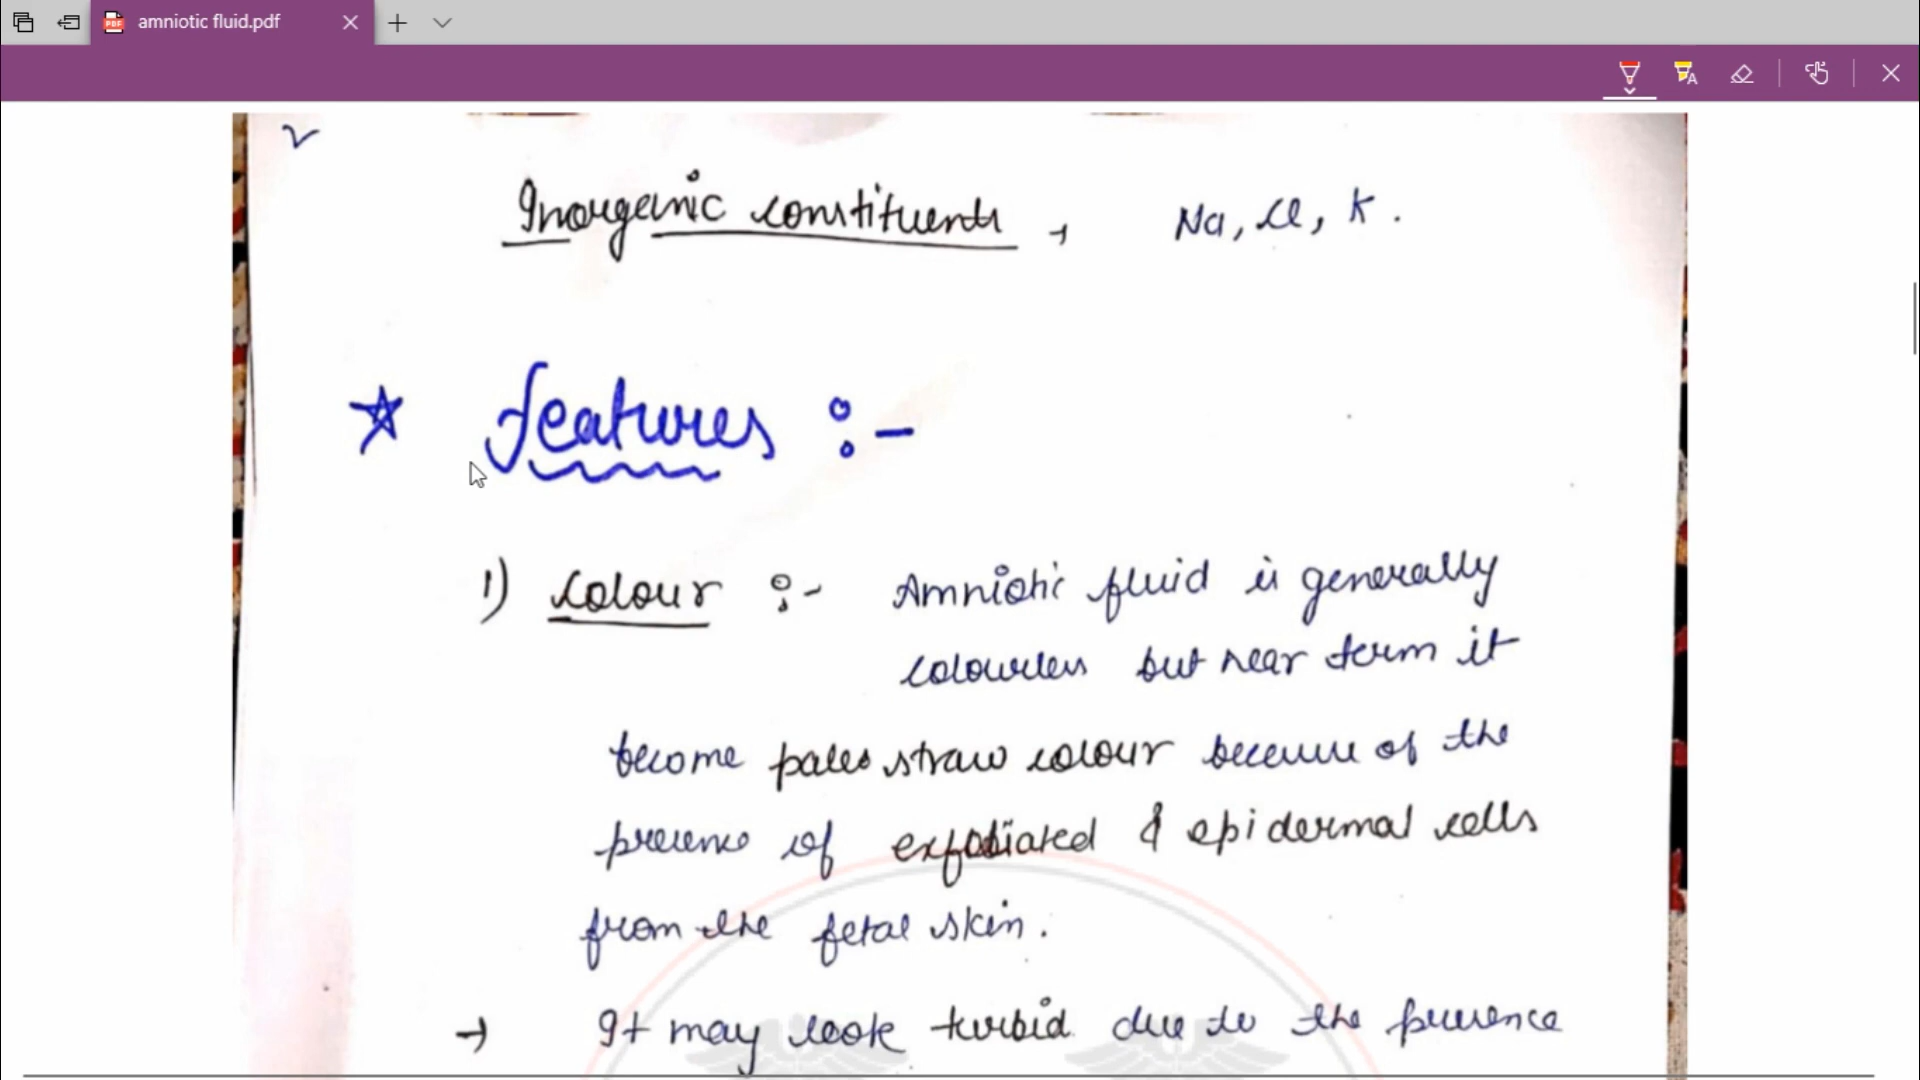 amniotic fluid.pdf
Inorganic constituents → Na, Cl, K.
☆ features :-
1) colour :- Amniotic fluid is generally
colourless but near term it
become pale straw colour because of the
presence of exfoliated & epidermal cells
from the fetal skin.
→ It may look turbid due to the presence